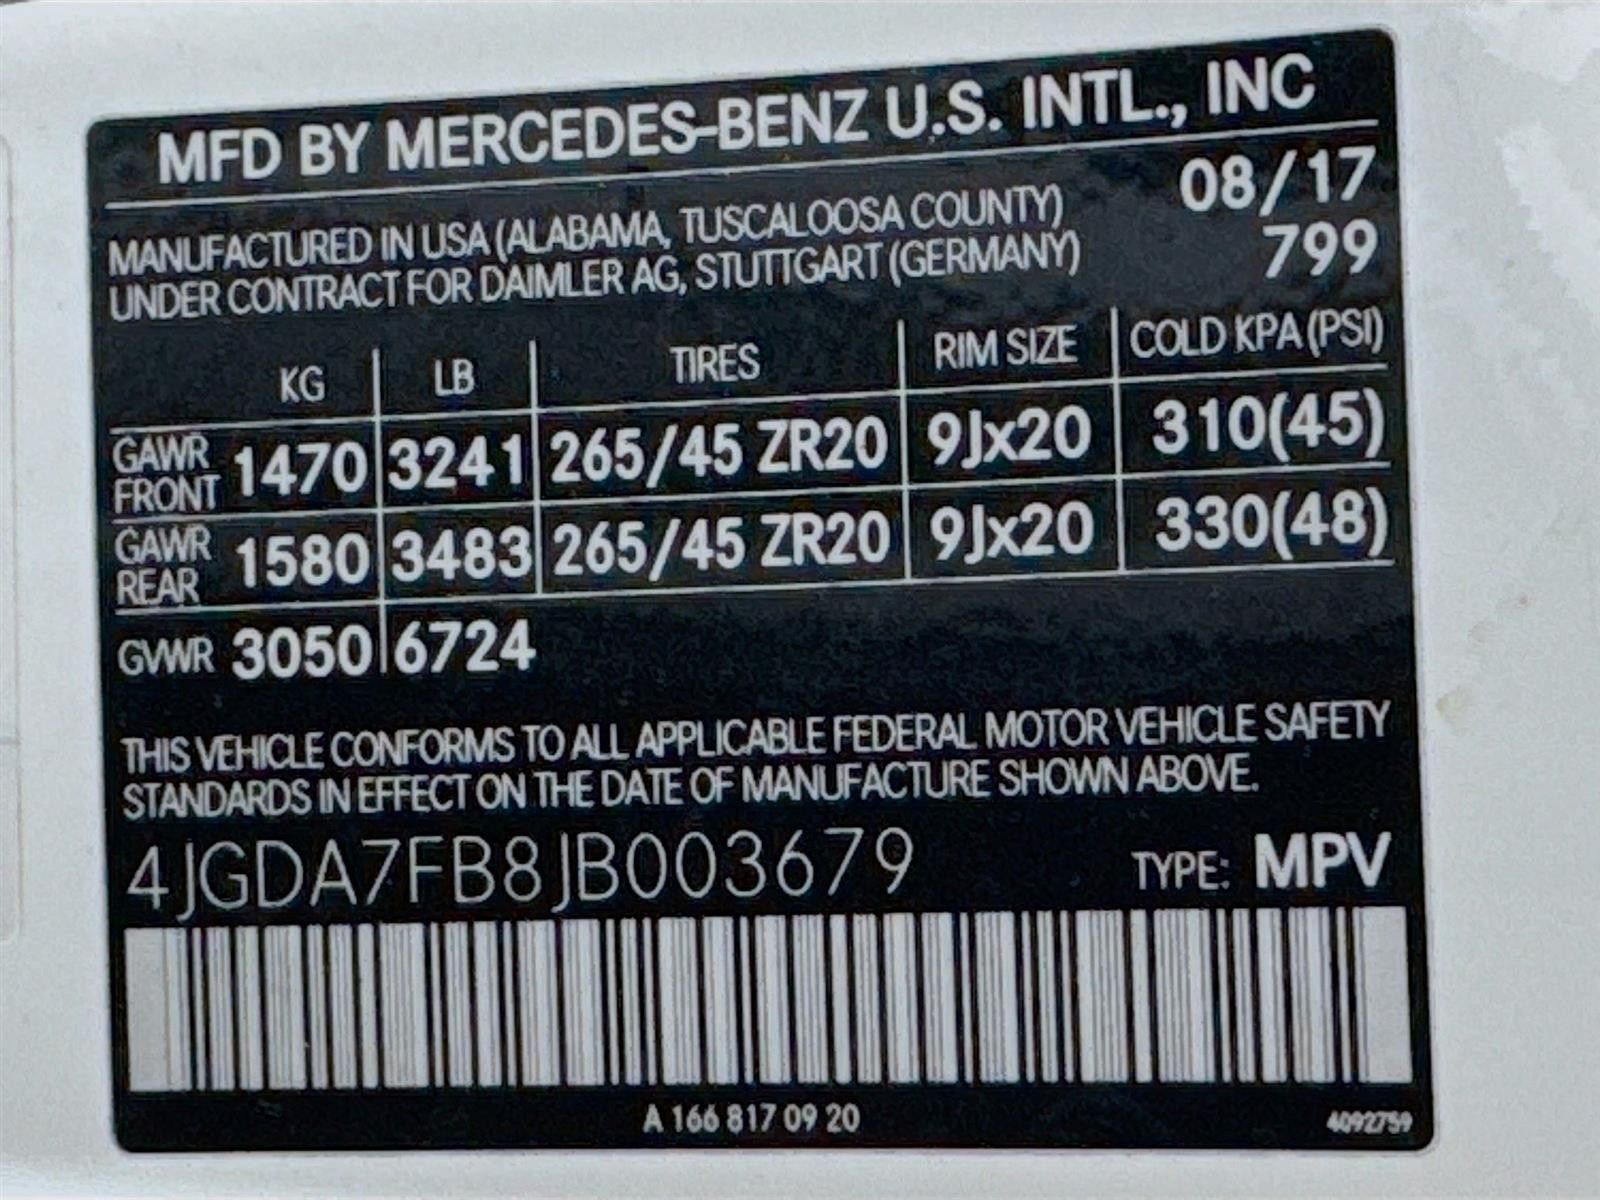 MFD BY MERCEDES-BENZ U.S. INTL., INC
08/17
MANUFACTURED IN USA (ALABAMA, TUSCALOOSA COUNTY)
UNDER CONTRACT FOR DAIMLER AG, STUTTGART (GERMANY)
799
KG LB TIRES RIM SIZE COLD KPA (PSI)
GAWR FRONT 1470 3241 265/45 ZR20 9Jx20 310(45)
GAWR REAR 1580 3483 265/45 ZR20 9Jx20 330(48)
GVWR 3050 6724
THIS VEHICLE CONFORMS TO ALL APPLICABLE FEDERAL MOTOR VEHICLE SAFETY
STANDARDS IN EFFECT ON THE DATE OF MANUFACTURE SHOWN ABOVE.
4JGDA7FB8JB003679 TYPE: MPV
A 166 817 09 20 4092759